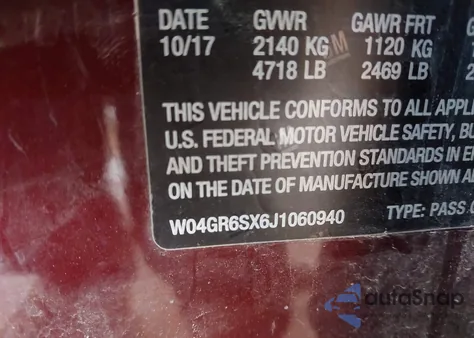 DATE GVWR GAWR FRT
10/17 2140 KG 1120 KG
4718 LB 2469 LB
THIS VEHICLE CONFORMS TO ALL APPL
U.S. FEDERAL MOTOR VEHICLE SAFETY, BU
AND THEFT PREVENTION STANDARDS IN E
ON THE DATE OF MANUFACTURE SHOWN A
W04GR6SX6J1060940 TYPE: PASS
autoSnap